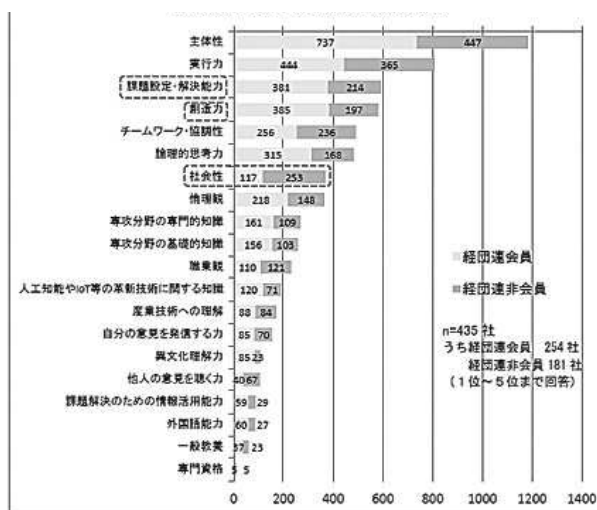 主体性 737 447
実行力 444 365
課題設定・解決能力 381 214
創造力 385 197
チームワーク・協調性 256 236
論理的思考力 315 168
社会性 117 253
倫理観 218 148
専攻分野の専門的知識 161 109
専攻分野の基礎的知識 156 103
職業観 110 121
人工知能やIoT等の革新技術に関する知識 120 71
産業技術への理解 88 84
自分の意見を発信する力 85 70
異文化理解力 85 23
他人の意見を聴く力 40 67
課題解決のための情報活用能力 59 29
外国語能力 60 27
一般教養 37 23
専門資格 5 5
経団連会員
経団連非会員
n=435 社
うち経団連会員 254 社
経団連非会員 181 社
(1位~5位まで回答)
0 200 400 600 800 1000 1200 1400